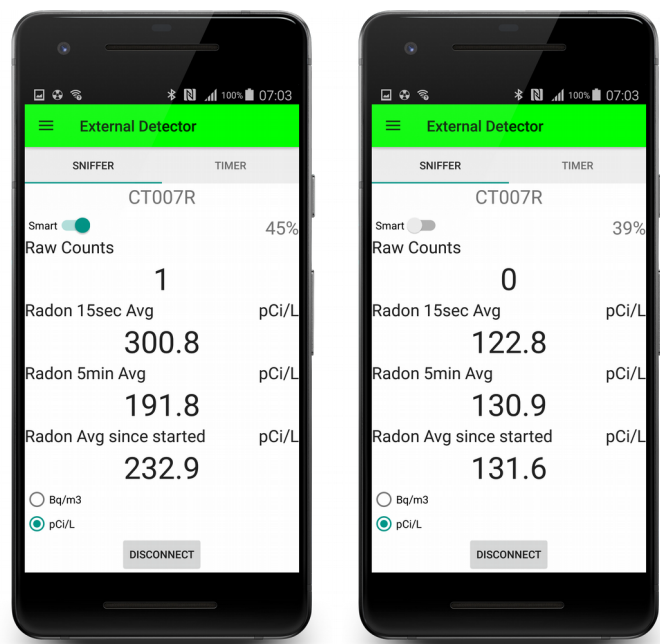 100% 07:03
External Detector
SNIFFER TIMER
CT007R
Smart 45%
Raw Counts
1
Radon 15sec Avg pCi/L
300.8
Radon 5min Avg pCi/L
191.8
Radon Avg since started pCi/L
232.9
Bq/m3
pCi/L
DISCONNECT
100% 07:03
External Detector
SNIFFER TIMER
CT007R
Smart 39%
Raw Counts
0
Radon 15sec Avg pCi/L
122.8
Radon 5min Avg pCi/L
130.9
Radon Avg since started pCi/L
131.6
Bq/m3
pCi/L
DISCONNECT